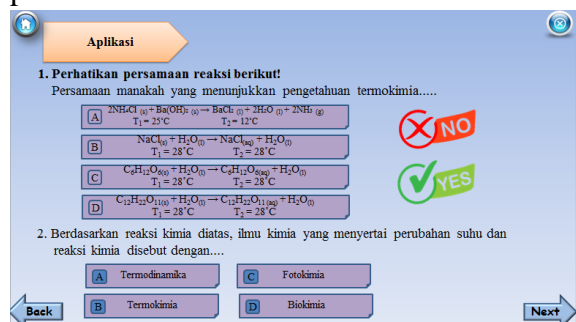 Aplikasi
1. Perhatikan persamaan reaksi berikut!
Persamaan manakah yang menunjukkan pengetahuan termokimia.....
A 2NH₄Cl (s) + Ba(OH)₂ (s) → BaCl₂ (l) + 2H₂O (l) + 2NH₃ (g)
T₁ = 25°C T₂ = 12°C
B NaCl(s) + H₂O(l) → NaCl(aq) + H₂O(l)
T₁ = 28°C T₂ = 28°C
C C₆H₁₂O₆(s) + H₂O(l) → C₆H₁₂O₆(aq) + H₂O(l)
T₁ = 28°C T₂ = 28°C
D C₁₂H₂₂O₁₁(s) + H₂O(l) → C₁₂H₂₂O₁₁(aq) + H₂O(l)
T₁ = 28°C T₂ = 28°C
NO
YES
2. Berdasarkan reaksi kimia diatas, ilmu kimia yang menyertai perubahan suhu dan
reaksi kimia disebut dengan....
A Termodinamika
C Fotokimia
B Termokimia
D Biokimia
Back
Next